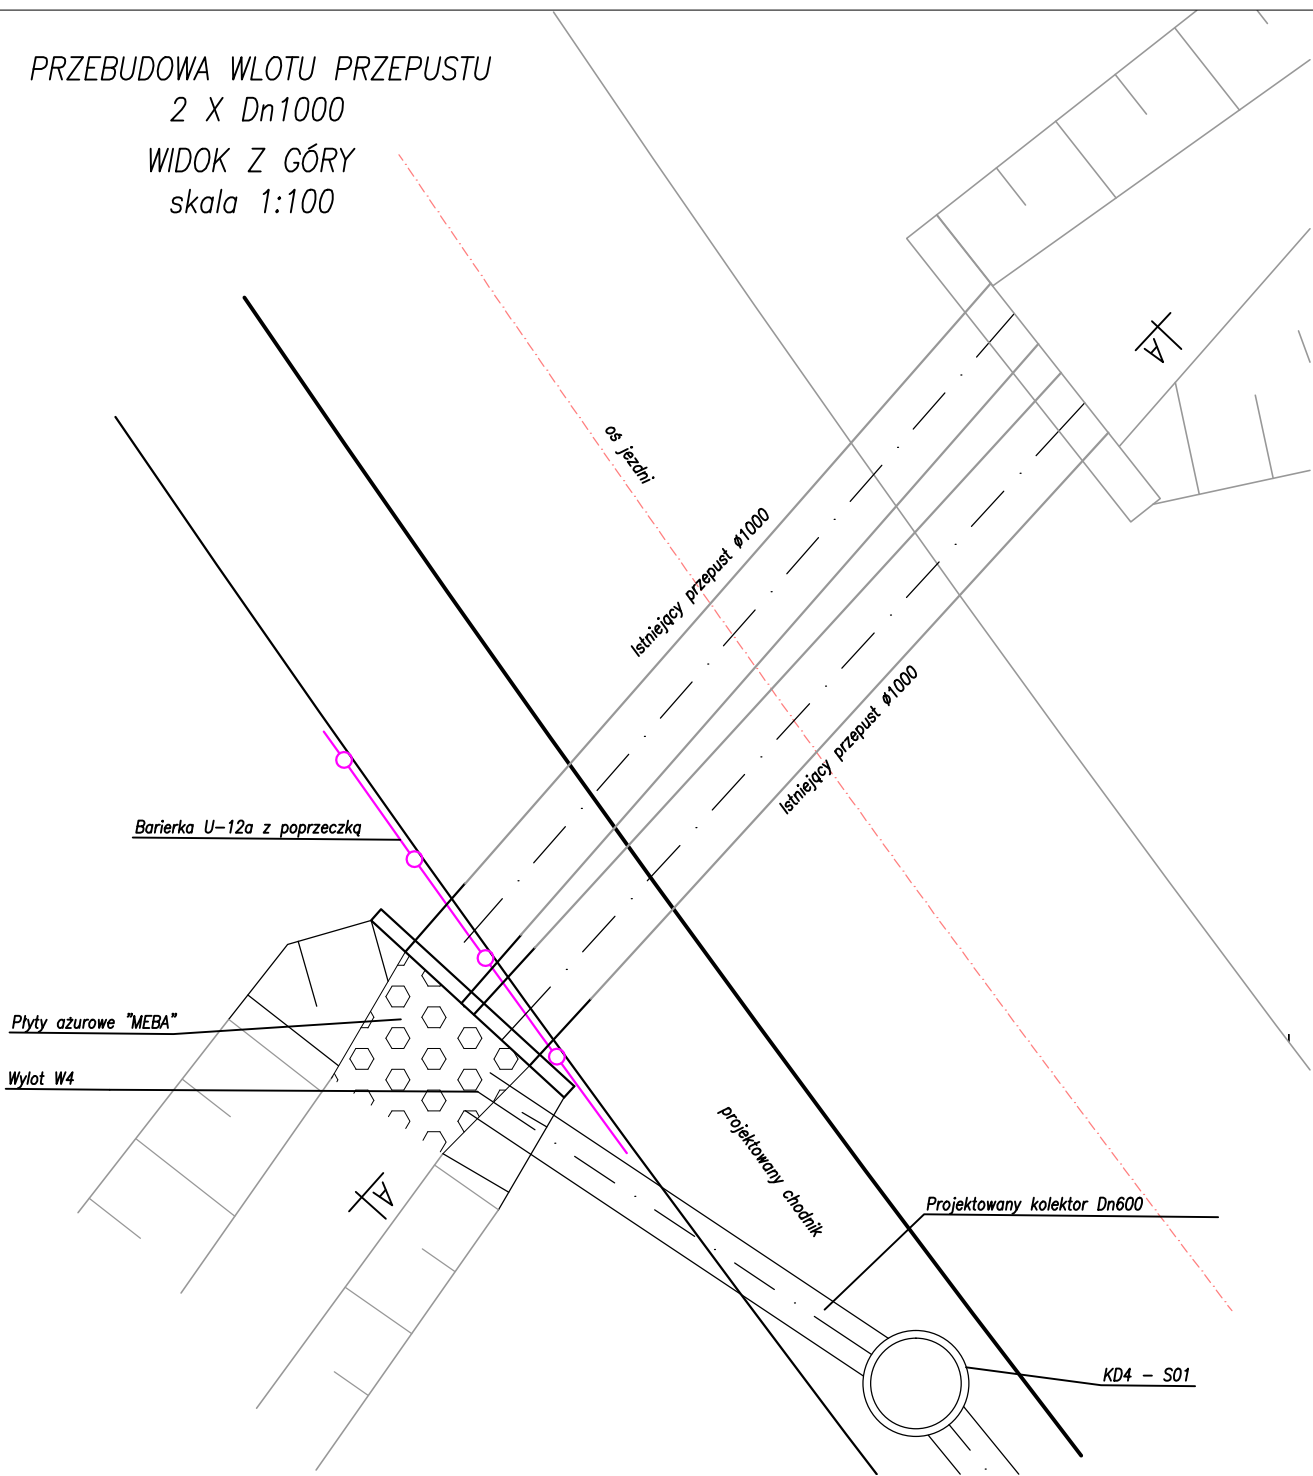 PRZEBUDOWA WLOTU PRZEPUSTU
2 X Dn1000
WIDOK Z GÓRY
skala 1:100
A
oś jezdni
Istniejący przepust ø1000
Istniejący przepust ø1000
Barierka U-12a z poprzeczką
Płyty ażurowe "MEBA"
Wylot W4
A
projektowany chodnik
Projektowany kolektor Dn600
KD4 - S01